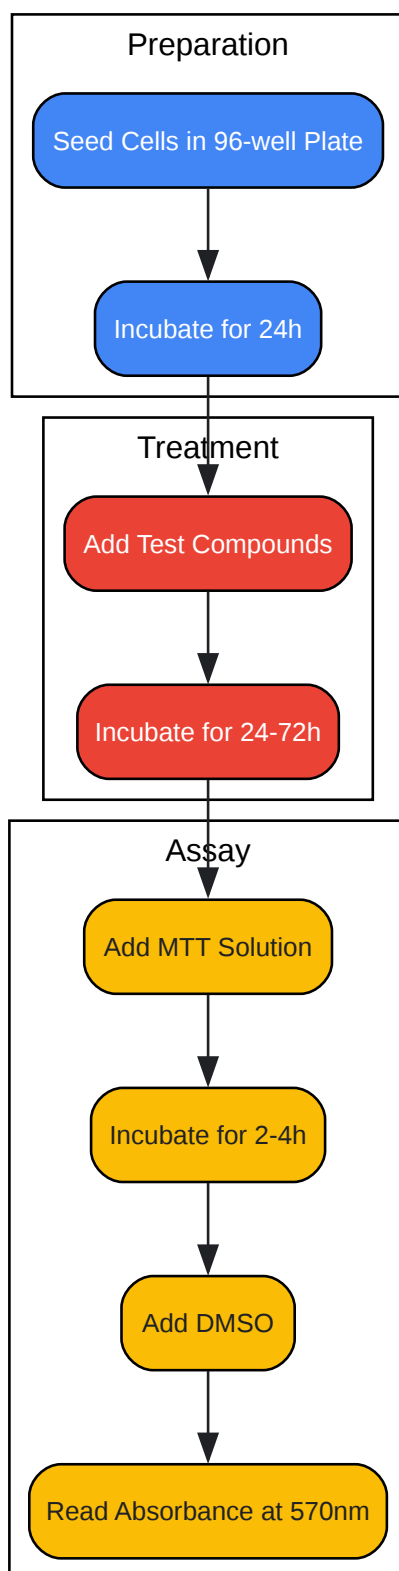 Preparation
Seed Cells in 96-well Plate
Incubate for 24h
Treatment
Add Test Compounds
Incubate for 24-72h
Assay
Add MTT Solution
Incubate for 2-4h
Add DMSO
Read Absorbance at 570nm